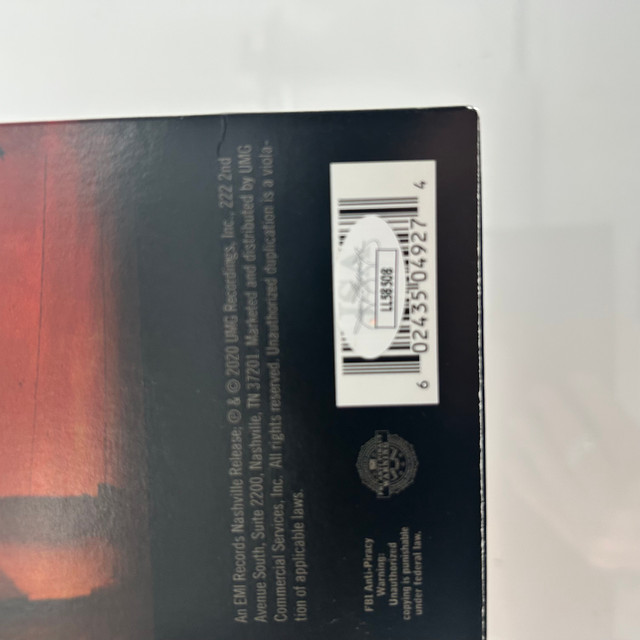 An EMI Records Nashville Release; Ⓟ & © 2020 UMG Recordings, Inc., 222 2nd
Avenue South, Suite 2200, Nashville, TN 37201. Manufactured and distributed by UMG
Commercial Services, Inc. All rights reserved. Unauthorized duplication is a viola-
tion of applicable laws.
JSA
LL58508
6 02435 04927 4
FBI Anti-Piracy
Warning:
Unauthorized
copying is punishable
under federal law.